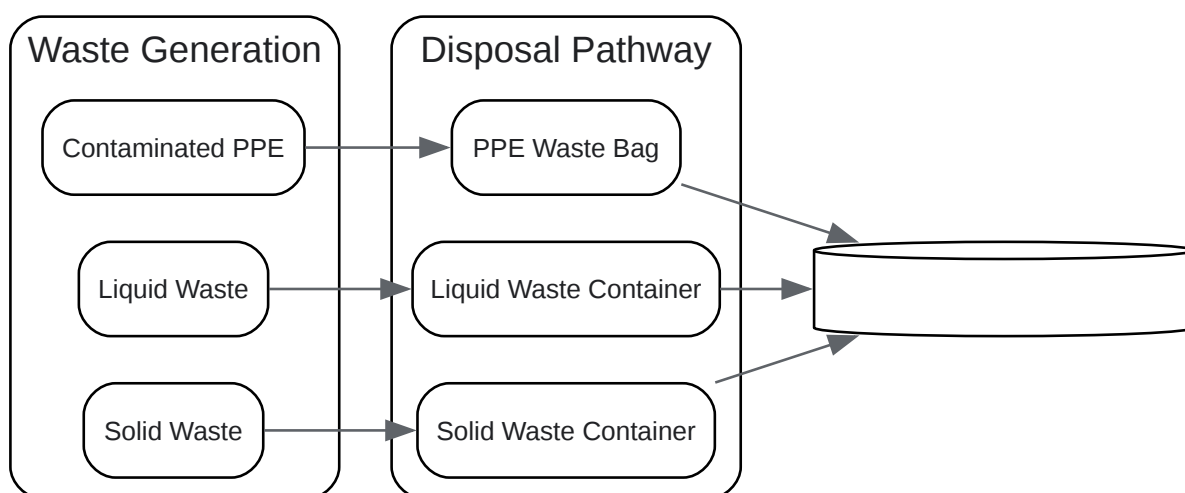 Waste Generation
Disposal Pathway
Contaminated PPE
PPE Waste Bag
Liquid Waste
Liquid Waste Container
Solid Waste
Solid Waste Container